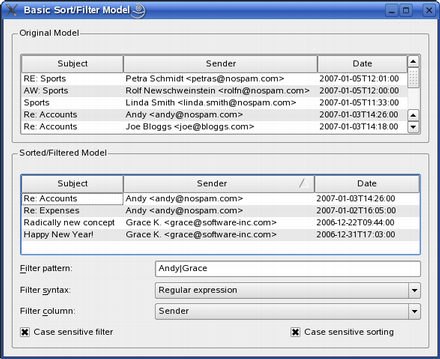 Basic Sort/Filter Model
Original Model
Subject Sender Date
RE: Sports Petra Schmidt <petras@nospam.com> 2007-01-05T12:01:00
AW: Sports Rolf Newschweinstein <rolfn@nospam.com> 2007-01-05T12:00:00
Sports Linda Smith <linda.smith@nospam.com> 2007-01-05T11:33:00
Re: Accounts Andy <andy@nospam.com> 2007-01-03T14:26:00
Re: Accounts Joe Bloggs <joe@bloggs.com> 2007-01-03T14:18:00
Sorted/Filtered Model
Subject Sender Date
Re: Accounts Andy <andy@nospam.com> 2007-01-03T14:26:00
Re: Expenses Andy <andy@nospam.com> 2007-01-02T16:05:00
Radically new concept Grace K. <grace@software-inc.com> 2006-12-22T09:44:00
Happy New Year! Grace K. <grace@software-inc.com> 2006-12-31T17:03:00
Filter pattern: Andy|Grace
Filter syntax: Regular expression
Filter column: Sender
Case sensitive filter Case sensitive sorting